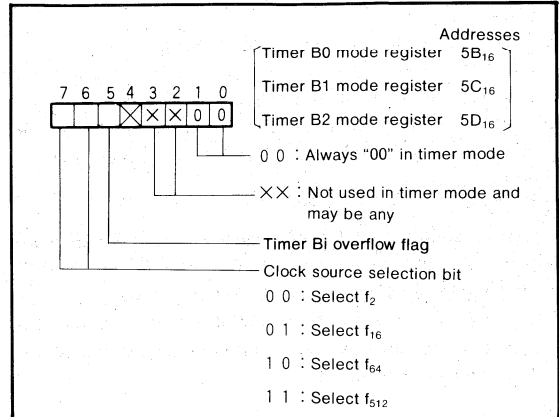 Addresses
Timer B0 mode register 5B₁₆
Timer B1 mode register 5C₁₆
Timer B2 mode register 5D₁₆
7 6 5 4 3 2 1 0
× × × 0 0
0 0 : Always “00” in timer mode
×× : Not used in timer mode and
may be any
Timer Bi overflow flag
Clock source selection bit
0 0 : Select f₂
0 1 : Select f₁₆
1 0 : Select f₆₄
1 1 : Select f₅₁₂